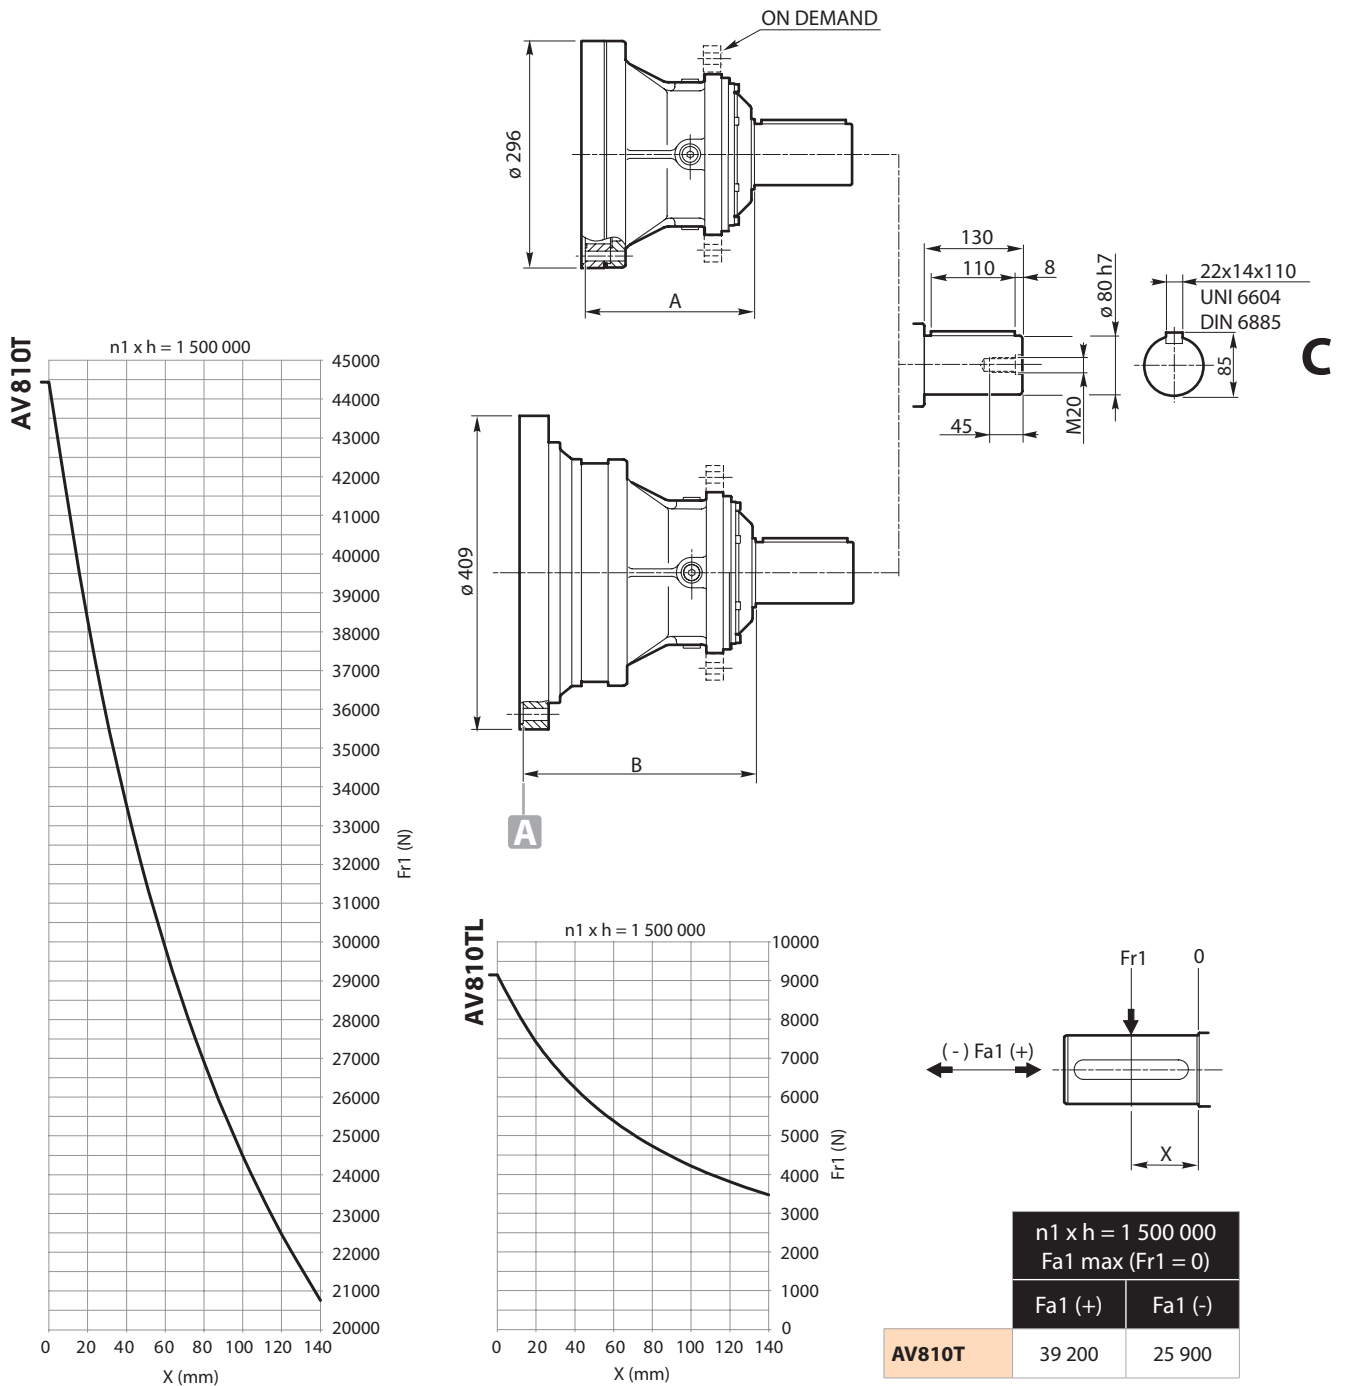 ON DEMAND
ø 296
A
130
110
8
ø 80 h7
22x14x110
UNI 6604
DIN 6885
85
C
45
M20
AV810T
n1 x h = 1 500 000
45000
44000
43000
42000
41000
40000
39000
38000
37000
36000
35000
34000
33000
32000
31000
30000
29000
28000
27000
26000
25000
24000
23000
22000
21000
20000
Fr1 (N)
0 20 40 60 80 100 120 140
X (mm)
ø 409
B
A
AV810TL
n1 x h = 1 500 000
10000
9000
8000
7000
6000
5000
4000
3000
2000
1000
0
Fr1 (N)
0 20 40 60 80 100 120 140
X (mm)
Fr1
0
( - ) Fa1 (+)
X
n1 x h = 1 500 000
Fa1 max (Fr1 = 0)
Fa1 (+) Fa1 (-)
AV810T 39 200 25 900